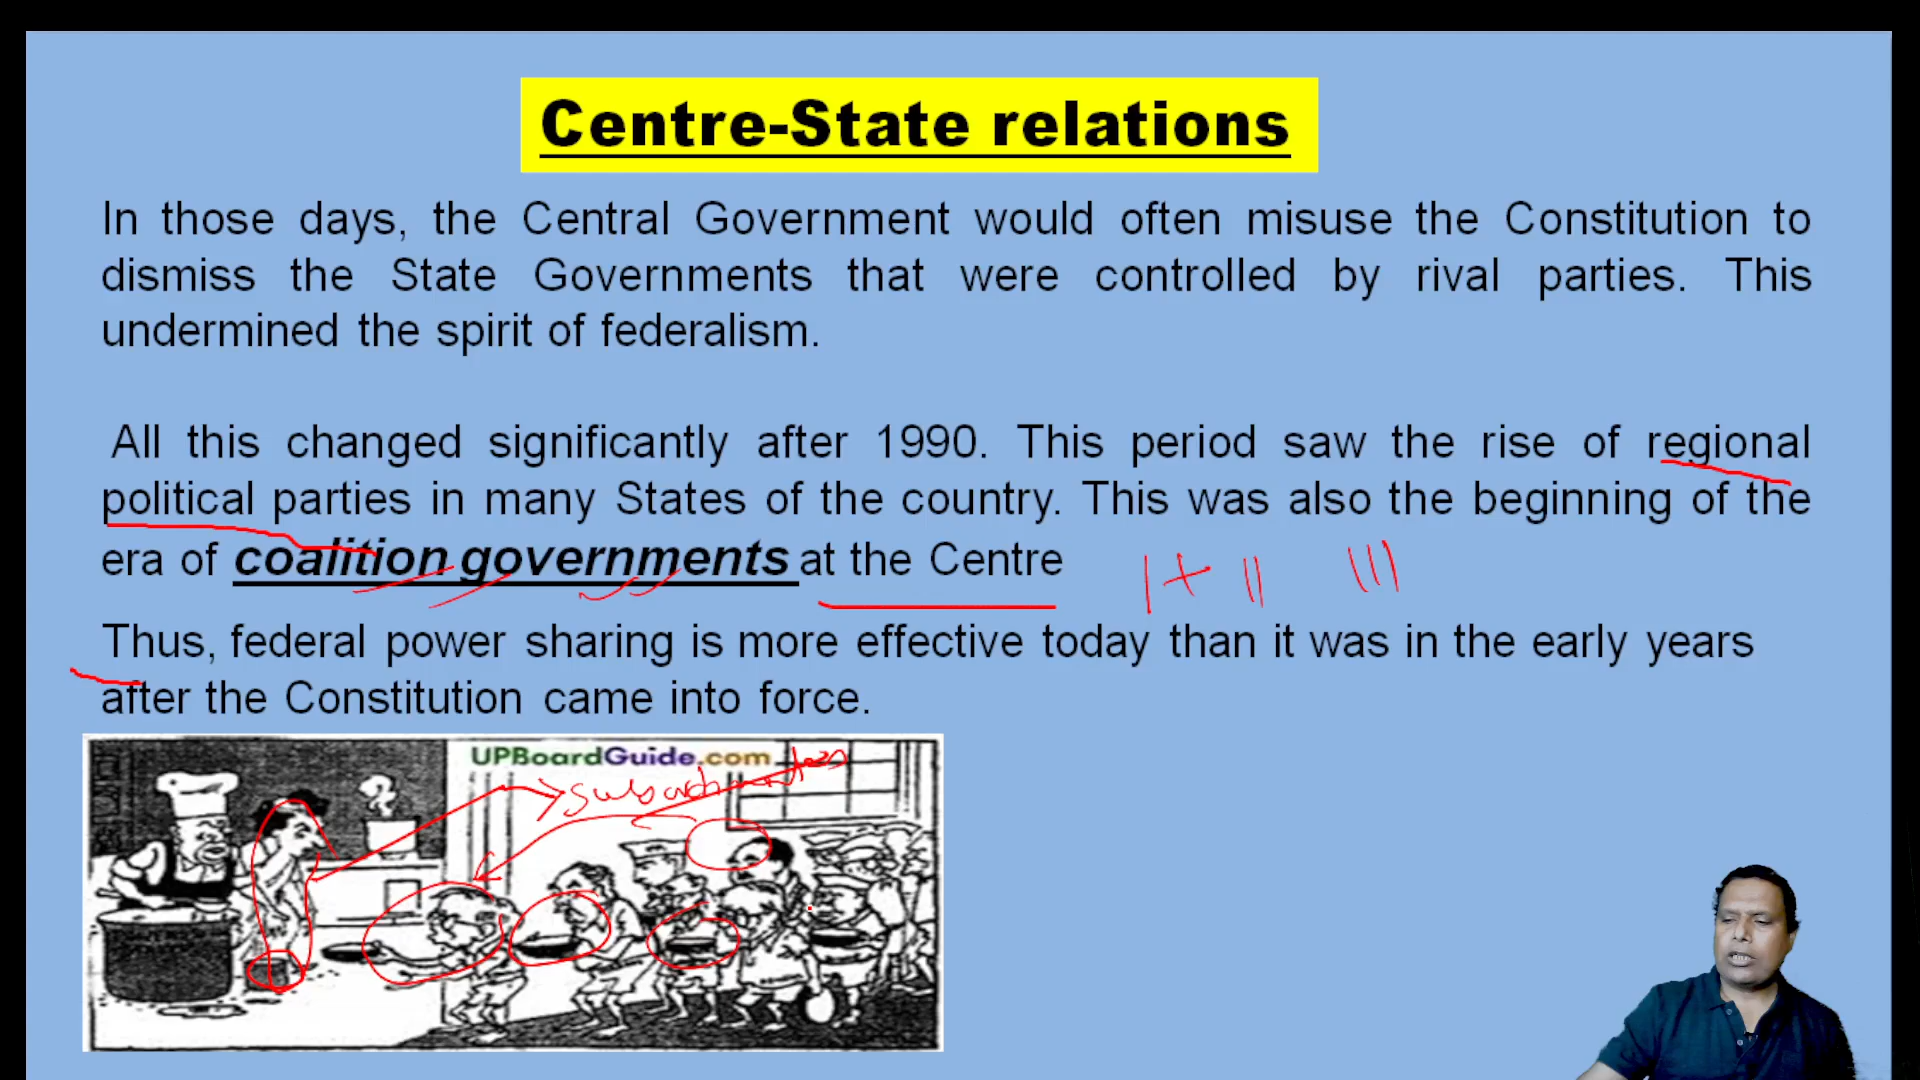 Centre-State relations
In those days, the Central Government would often misuse the Constitution to
dismiss the State Governments that were controlled by rival parties. This
undermined the spirit of federalism.
All this changed significantly after 1990. This period saw the rise of regional
political parties in many States of the country. This was also the beginning of the
era of coalition governments at the Centre
Thus, federal power sharing is more effective today than it was in the early years
after the Constitution came into force.
UPBoardGuide.com